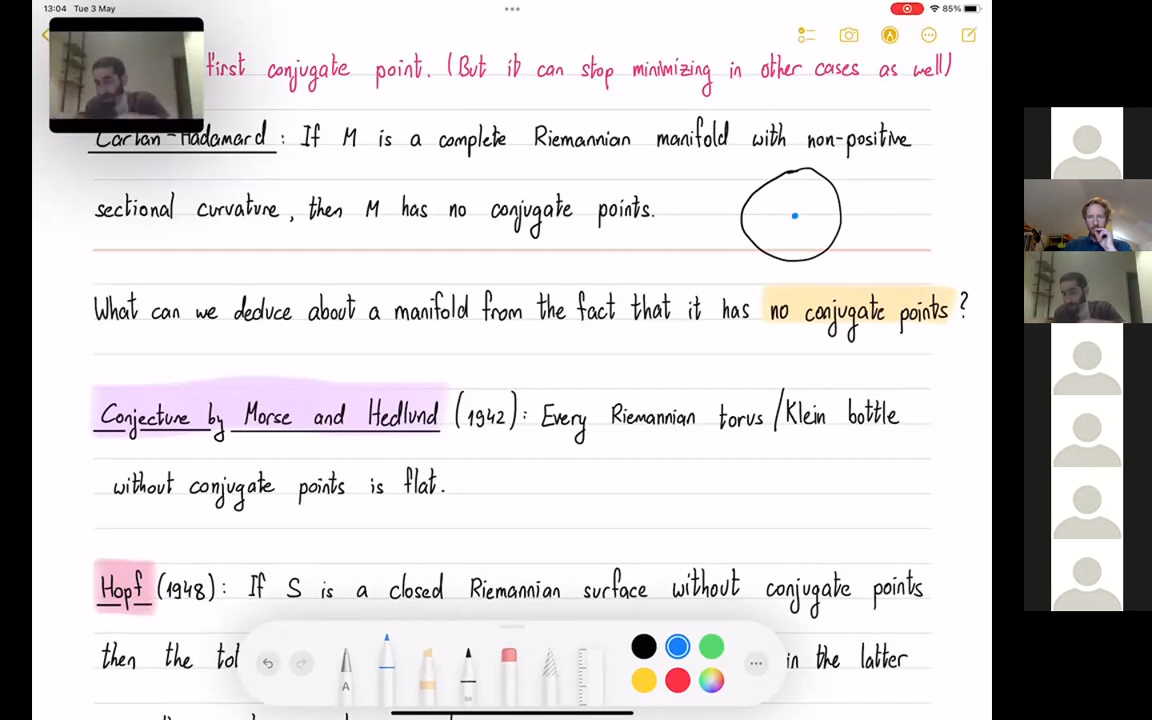 13:04 Tue 3 May
85%
first conjugate point. (But it can stop minimizing in other cases as well)
Cartan-Hadamard: If M is a complete Riemannian manifold with non-positive
sectional curvature, then M has no conjugate points.
What can we deduce about a manifold from the fact that it has no conjugate points?
Conjecture by Morse and Hedlund (1942): Every Riemannian torus/Klein bottle
without conjugate points is flat.
Hopf (1948): If S is a closed Riemannian surface without conjugate points
then the in the latter
A
50